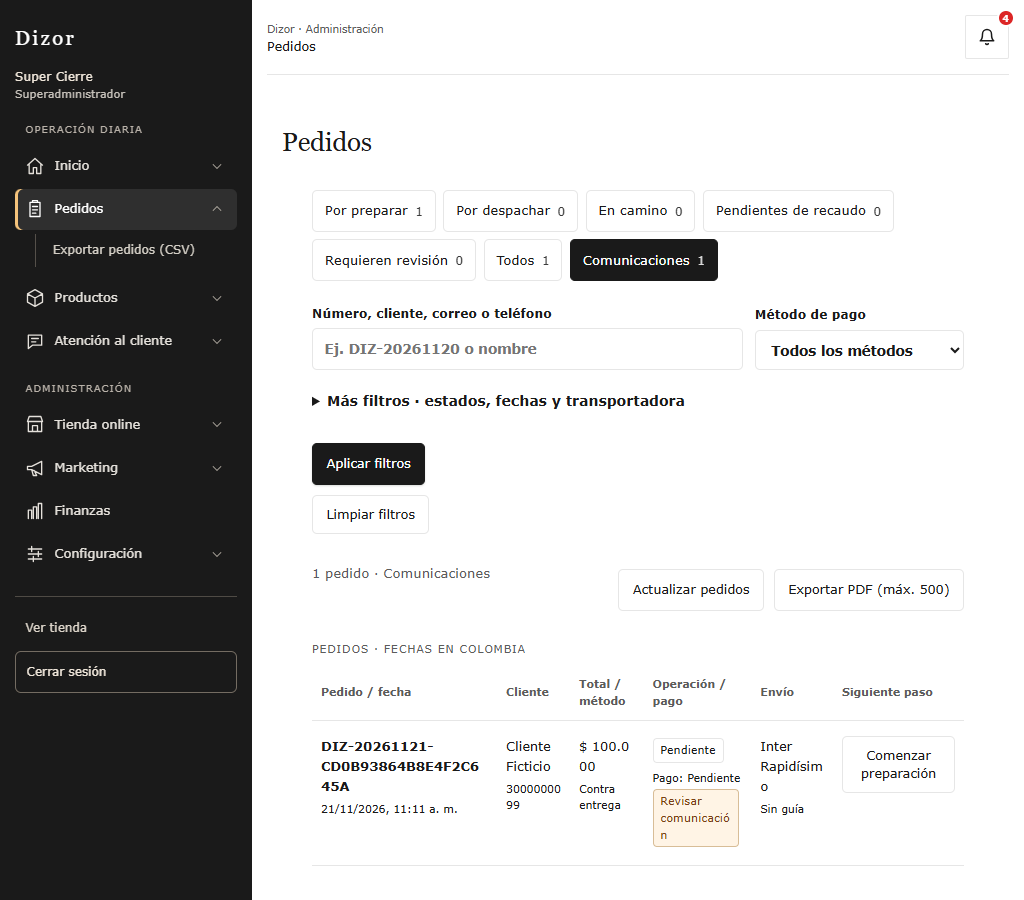 Dizor
Super Cierre
Superadministrador
OPERACIÓN DIARIA
Inicio
Pedidos
Exportar pedidos (CSV)
Productos
Atención al cliente
ADMINISTRACIÓN
Tienda online
Marketing
Finanzas
Configuración
Ver tienda
Cerrar sesión
Dizor · Administración
Pedidos
4
Pedidos
Por preparar 1
Por despachar 0
En camino 0
Pendientes de recaudo 0
Requieren revisión 0
Todos 1
Comunicaciones 1
Número, cliente, correo o teléfono
Ej. DIZ-20261120 o nombre
Método de pago
Todos los métodos
Más filtros · estados, fechas y transportadora
Aplicar filtros
Limpiar filtros
1 pedido · Comunicaciones
Actualizar pedidos
Exportar PDF (máx. 500)
PEDIDOS · FECHAS EN COLOMBIA
Pedido / fecha
Cliente
Total /
método
Operación /
pago
Envío
Siguiente paso
DIZ-20261121-
CD0B93864B8E4F2C6
45A
21/11/2026, 11:11 a. m.
Cliente
Ficticio
30000000
99
$ 100.0
00
Contra
entrega
Pendiente
Pago: Pendiente
Revisar
comunicació
n
Inter
Rapidísim
o
Sin guía
Comenzar
preparación